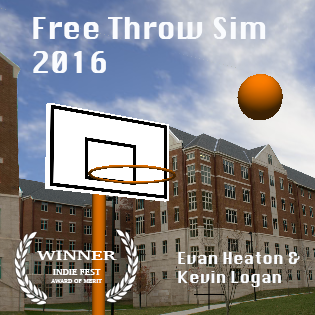 Free Throw Sim
2016
WINNER
INDIE FEST
AWARD OF MERIT
Evan Heaton &
Kevin Logan